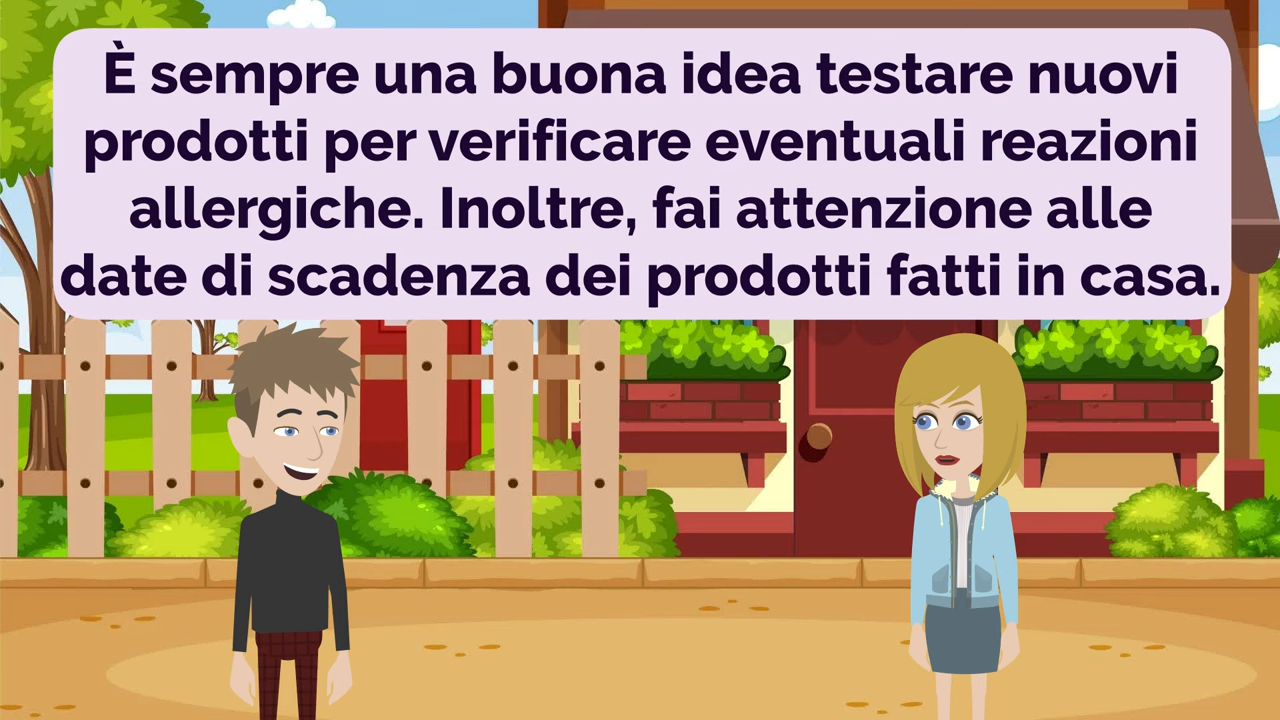 È sempre una buona idea testare nuovi
prodotti per verificare eventuali reazioni
allergiche. Inoltre, fai attenzione alle
date di scadenza dei prodotti fatti in casa.